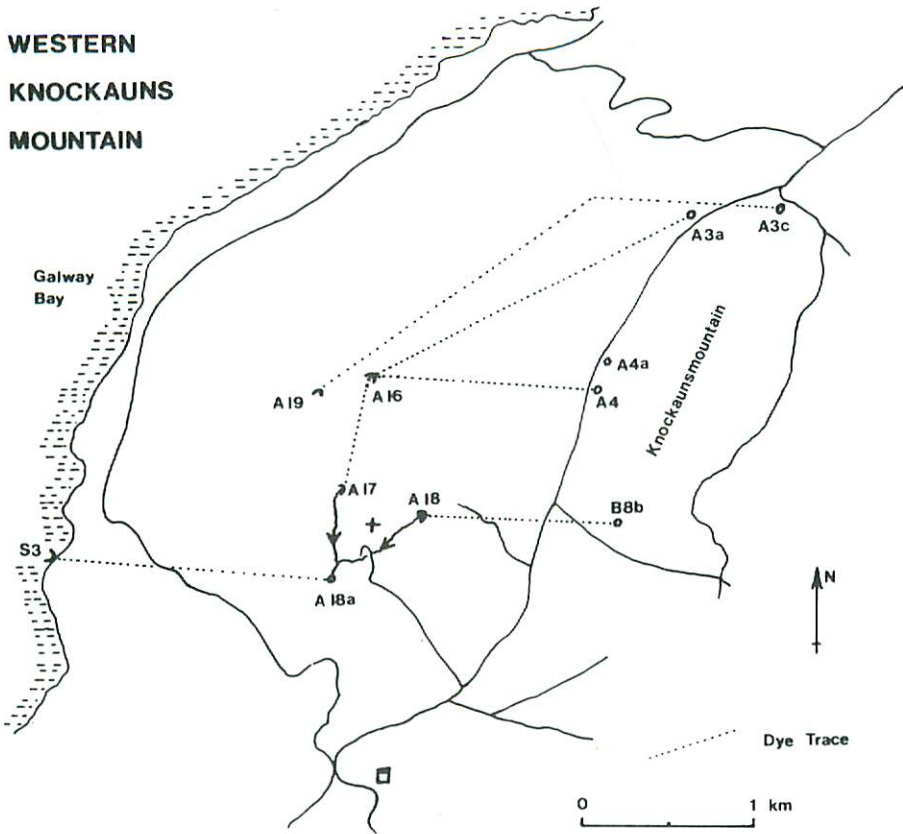 WESTERN
KNOCKAUNS
MOUNTAIN
A3a
A3c
Galway
Bay
Knockaunsmountain
A4a
A19
A16
A4
A17
A18
B8b
S3
A18a
N
Dye Trace
0 1 km